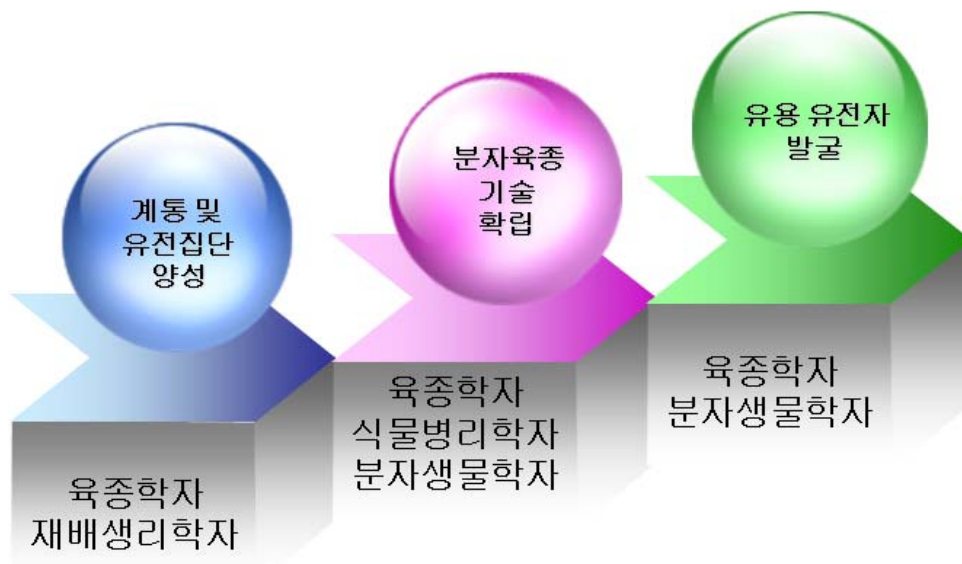 계통 및
유전집단
양성
육종학자
재배생리학자
분자육종
기술
확립
육종학자
식물병리학자
분자생물학자
유용 유전자
발굴
육종학자
분자생물학자